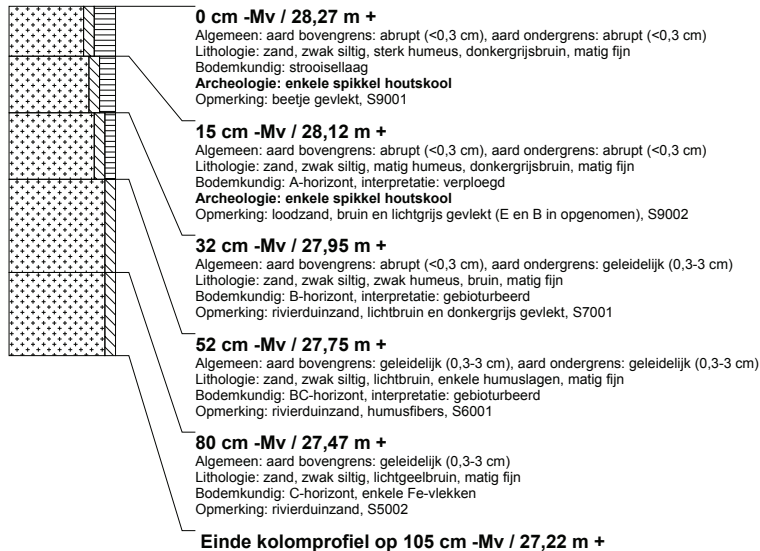 0 cm -Mv / 28,27 m +
Algemeen: aard bovengrens: abrupt (<0,3 cm), aard ondergrens: abrupt (<0,3 cm)
Lithologie: zand, zwak siltig, sterk humeus, donkergrijsbruin, matig fijn
Bodemkundig: strooisellaag
Archeologie: enkele spikkel houtskool
Opmerking: beetje gevlekt, S9001
15 cm -Mv / 28,12 m +
Algemeen: aard bovengrens: abrupt (<0,3 cm), aard ondergrens: abrupt (<0,3 cm)
Lithologie: zand, zwak siltig, matig humeus, donkergrijsbruin, matig fijn
Bodemkundig: A-horizont, interpretatie: verploegd
Archeologie: enkele spikkel houtskool
Opmerking: loodzand, bruin en lichtgrijs gevlekt (E en B in opgenomen), S9002
32 cm -Mv / 27,95 m +
Algemeen: aard bovengrens: abrupt (<0,3 cm), aard ondergrens: geleidelijk (0,3-3 cm)
Lithologie: zand, zwak siltig, zwak humeus, bruin, matig fijn
Bodemkundig: B-horizont, interpretatie: gebioturbeerd
Opmerking: rivierduinzand, lichtbruin en donkergrijs gevlekt, S7001
52 cm -Mv / 27,75 m +
Algemeen: aard bovengrens: geleidelijk (0,3-3 cm), aard ondergrens: geleidelijk (0,3-3 cm)
Lithologie: zand, zwak siltig, lichtbruin, enkele humuslagen, matig fijn
Bodemkundig: BC-horizont, interpretatie: gebioturbeerd
Opmerking: rivierduinzand, humusfibers, S6001
80 cm -Mv / 27,47 m +
Algemeen: aard bovengrens: geleidelijk (0,3-3 cm)
Lithologie: zand, zwak siltig, lichtgeelbruin, matig fijn
Bodemkundig: C-horizont, enkele Fe-vlekken
Opmerking: rivierduinzand, S5002
Einde kolomprofiel op 105 cm -Mv / 27,22 m +